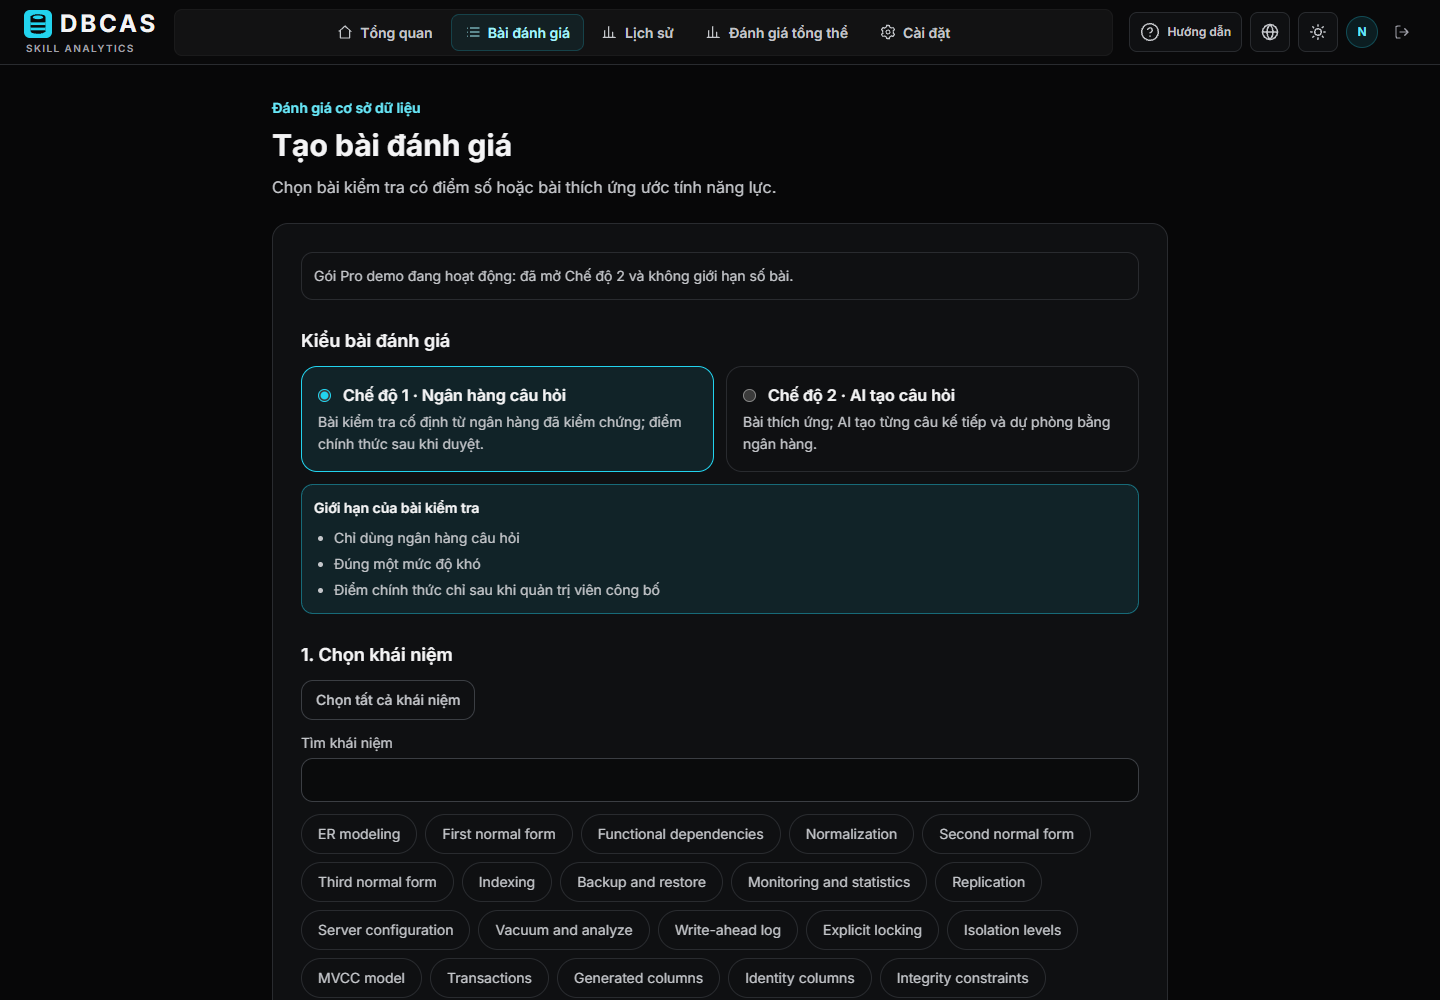 DBCAS
SKILL ANALYTICS
Tổng quan
Bài đánh giá
Lịch sử
Đánh giá tổng thể
Cài đặt
Hướng dẫn
N
Đánh giá cơ sở dữ liệu
Tạo bài đánh giá
Chọn bài kiểm tra có điểm số hoặc bài thích ứng ước tính năng lực.
Gói Pro demo đang hoạt động: đã mở Chế độ 2 và không giới hạn số bài.
Kiểu bài đánh giá
Chế độ 1 · Ngân hàng câu hỏi
Bài kiểm tra cố định từ ngân hàng đã kiểm chứng; điểm
chính thức sau khi duyệt.
Chế độ 2 · AI tạo câu hỏi
Bài thích ứng; AI tạo từng câu kế tiếp và dự phòng bằng
ngân hàng.
Giới hạn của bài kiểm tra
• Chỉ dùng ngân hàng câu hỏi
• Đúng một mức độ khó
• Điểm chính thức chỉ sau khi quản trị viên công bố
1. Chọn khái niệm
Chọn tất cả khái niệm
Tìm khái niệm
ER modeling
First normal form
Functional dependencies
Normalization
Second normal form
Third normal form
Indexing
Backup and restore
Monitoring and statistics
Replication
Server configuration
Vacuum and analyze
Write-ahead log
Explicit locking
Isolation levels
MVCC model
Transactions
Generated columns
Identity columns
Integrity constraints